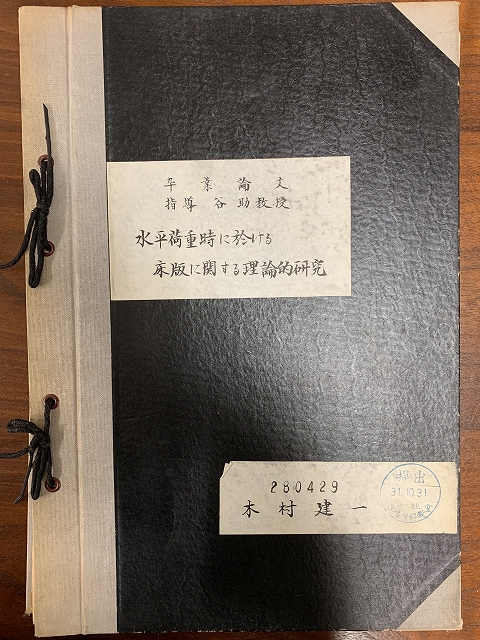 卒業論文
指導 谷助教授
水平荷重時に於ける
床版に関する理論的研究
280429
木村建一
提出
31.10.31